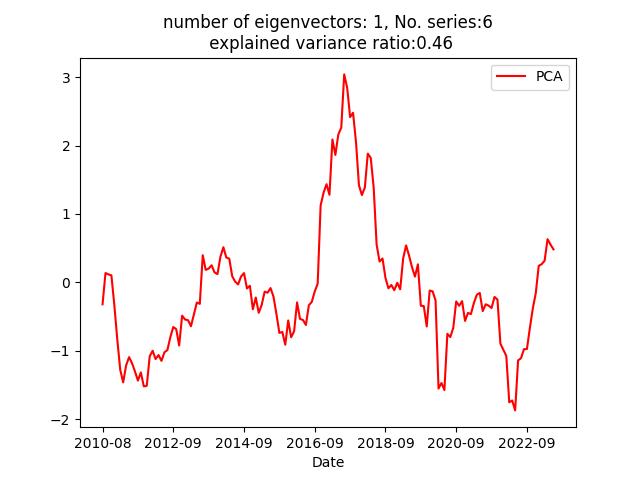 number of eigenvectors: 1, No. series:6
explained variance ratio:0.46
PCA
3
2
1
0
−1
−2
2010-08 2012-09 2014-09 2016-09 2018-09 2020-09 2022-09
Date